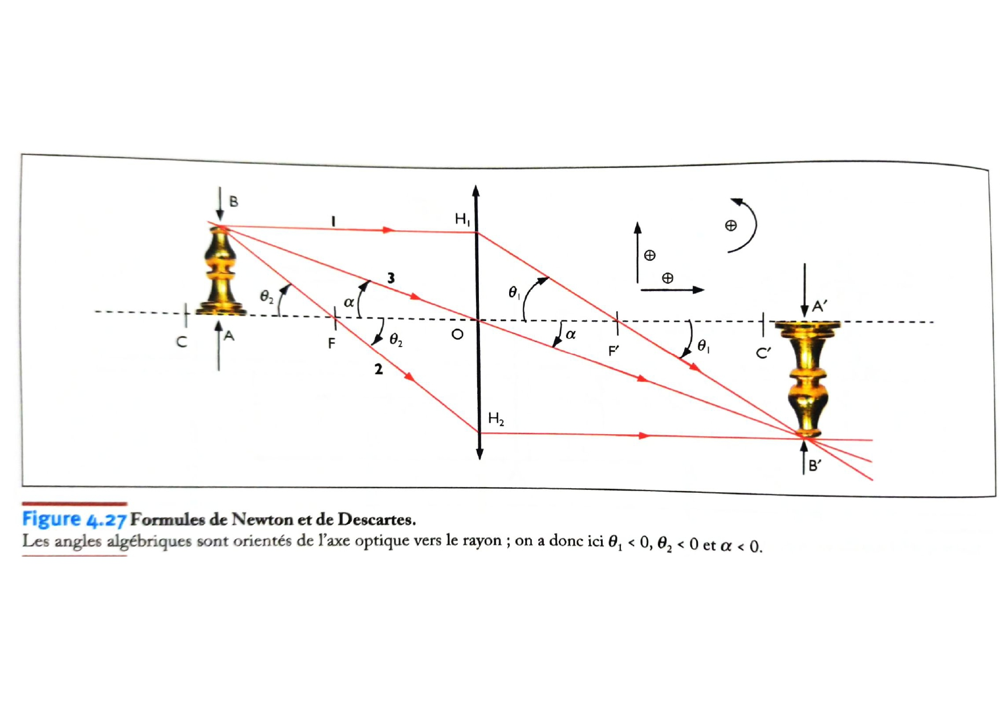 B
H₁
1
⊕
⊕
3
⊕
θ₂
α
θ₁
A′
C
A
F
θ₂
O
α
F′
θ₁
C′
2
H₂
B′
Figure 4.27 Formules de Newton et de Descartes.
Les angles algébriques sont orientés de l'axe optique vers le rayon ; on a donc ici θ₁ < 0, θ₂ < 0 et α < 0.